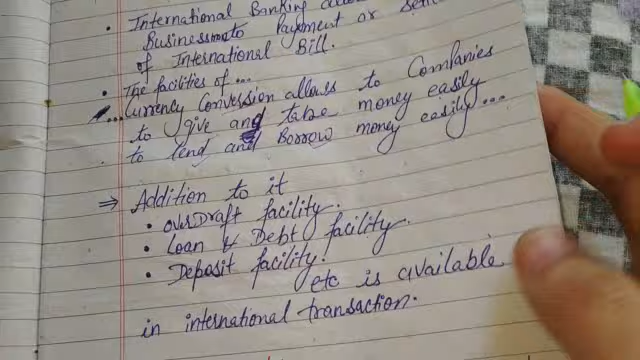 • International Banking
Business to Payment or
of International Bill.
• The facilities of ...
... Currency Conversion allows to Companies
to give and take money easily
to lend and Borrow money easily...
⇒ Addition to it
• overDraft facility.
• Loan & Debt facility.
• Deposit facility.
etc is available
in international transaction.